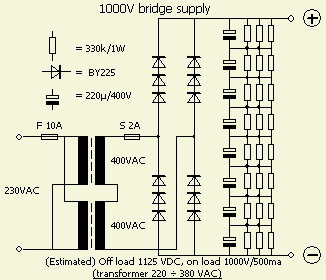 1000V bridge supply
= 330k/1W
= BY225
= 220µ/400V
F 10A
S 2A
400VAC
230VAC
400VAC
(Estimated) Off load 1125 VDC, on load 1000V/500ma
(transformer 220 ÷ 380 VAC)